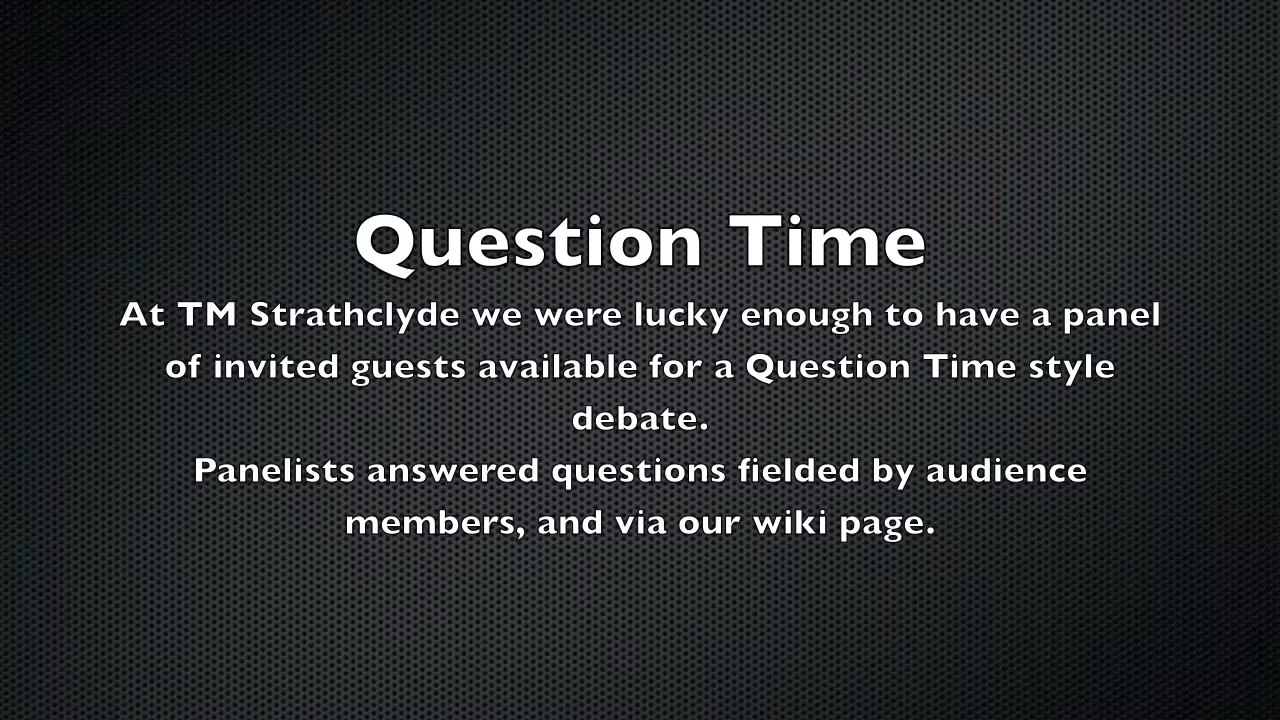 Question Time
At TM Strathclyde we were lucky enough to have a panel
of invited guests available for a Question Time style
debate.
Panelists answered questions fielded by audience
members, and via our wiki page.